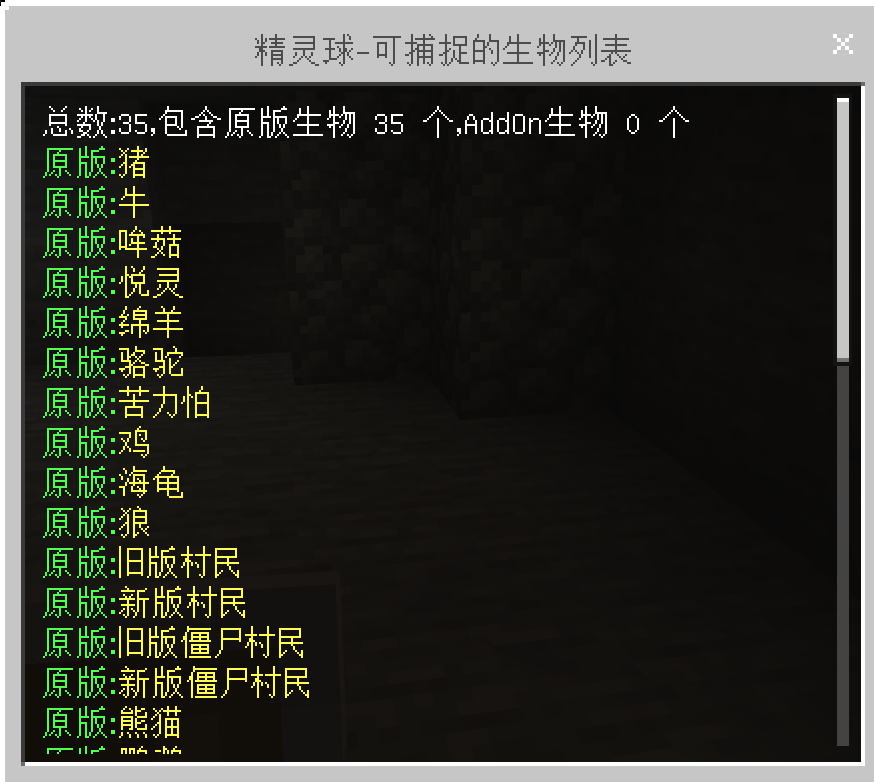 精灵球-可捕捉的生物列表
总数:35,包含原版生物 35 个,AddOn生物 0 个
原版:猪
原版:牛
原版:哞菇
原版:悦灵
原版:绵羊
原版:骆驼
原版:苦力怕
原版:鸡
原版:海龟
原版:狼
原版:旧版村民
原版:新版村民
原版:旧版僵尸村民
原版:新版僵尸村民
原版:熊猫